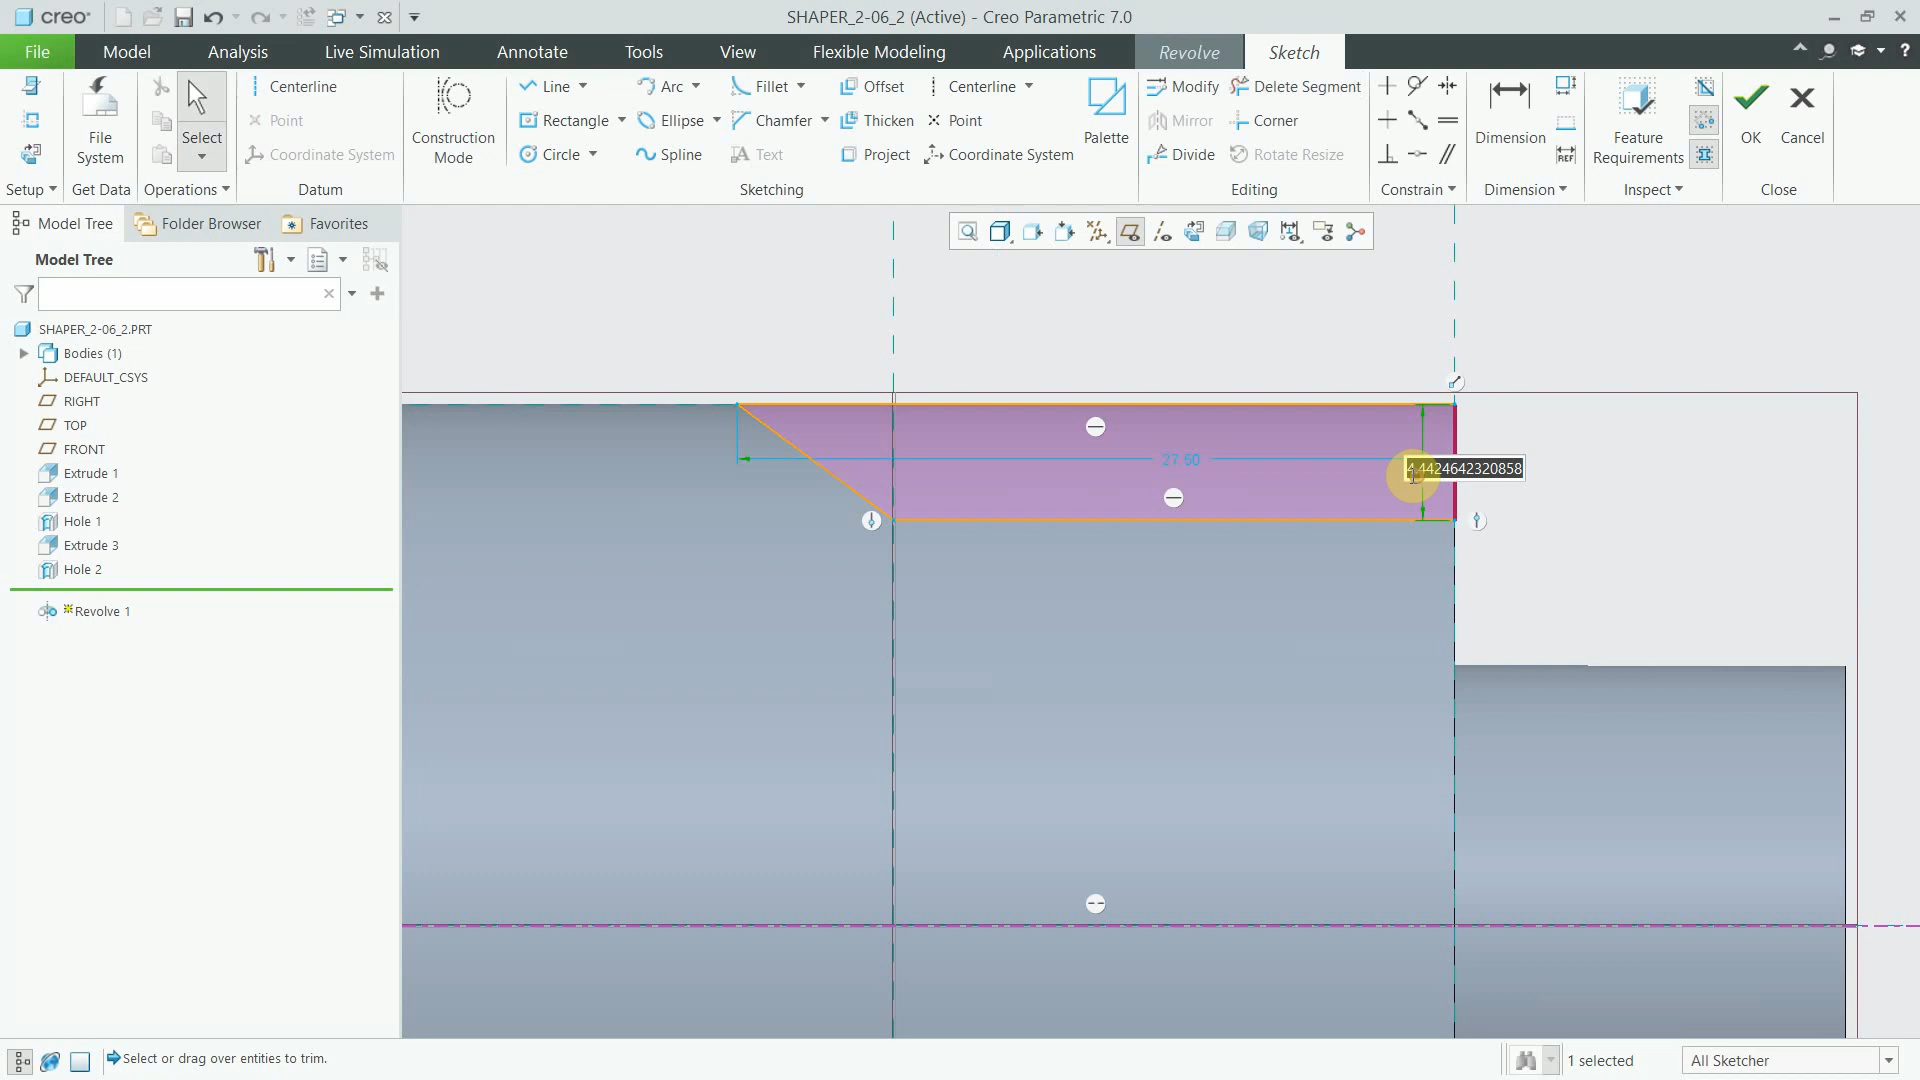 creo
SHAPER_2-06_2 (Active) - Creo Parametric 7.0
File
Model
Analysis
Live Simulation
Annotate
Tools
View
Flexible Modeling
Applications
Revolve
Sketch
Setup
File System
Get Data
Select
Operations
Centerline
Point
Coordinate System
Datum
Construction Mode
Line
Arc
Fillet
Offset
Centerline
Rectangle
Ellipse
Chamfer
Thicken
Point
Circle
Spline
Text
Project
Coordinate System
Palette
Sketching
Modify
Delete Segment
Mirror
Corner
Divide
Rotate Resize
Editing
Constrain
Dimension
REF
Dimension
Feature Requirements
Inspect
OK
Cancel
Close
Model Tree
Folder Browser
Favorites
Model Tree
SHAPER_2-06_2.PRT
Bodies (1)
DEFAULT_CSYS
RIGHT
TOP
FRONT
Extrude 1
Extrude 2
Hole 1
Extrude 3
Hole 2
Revolve 1
27.60
4.4424642320858
Select or drag over entities to trim.
1 selected
All Sketcher